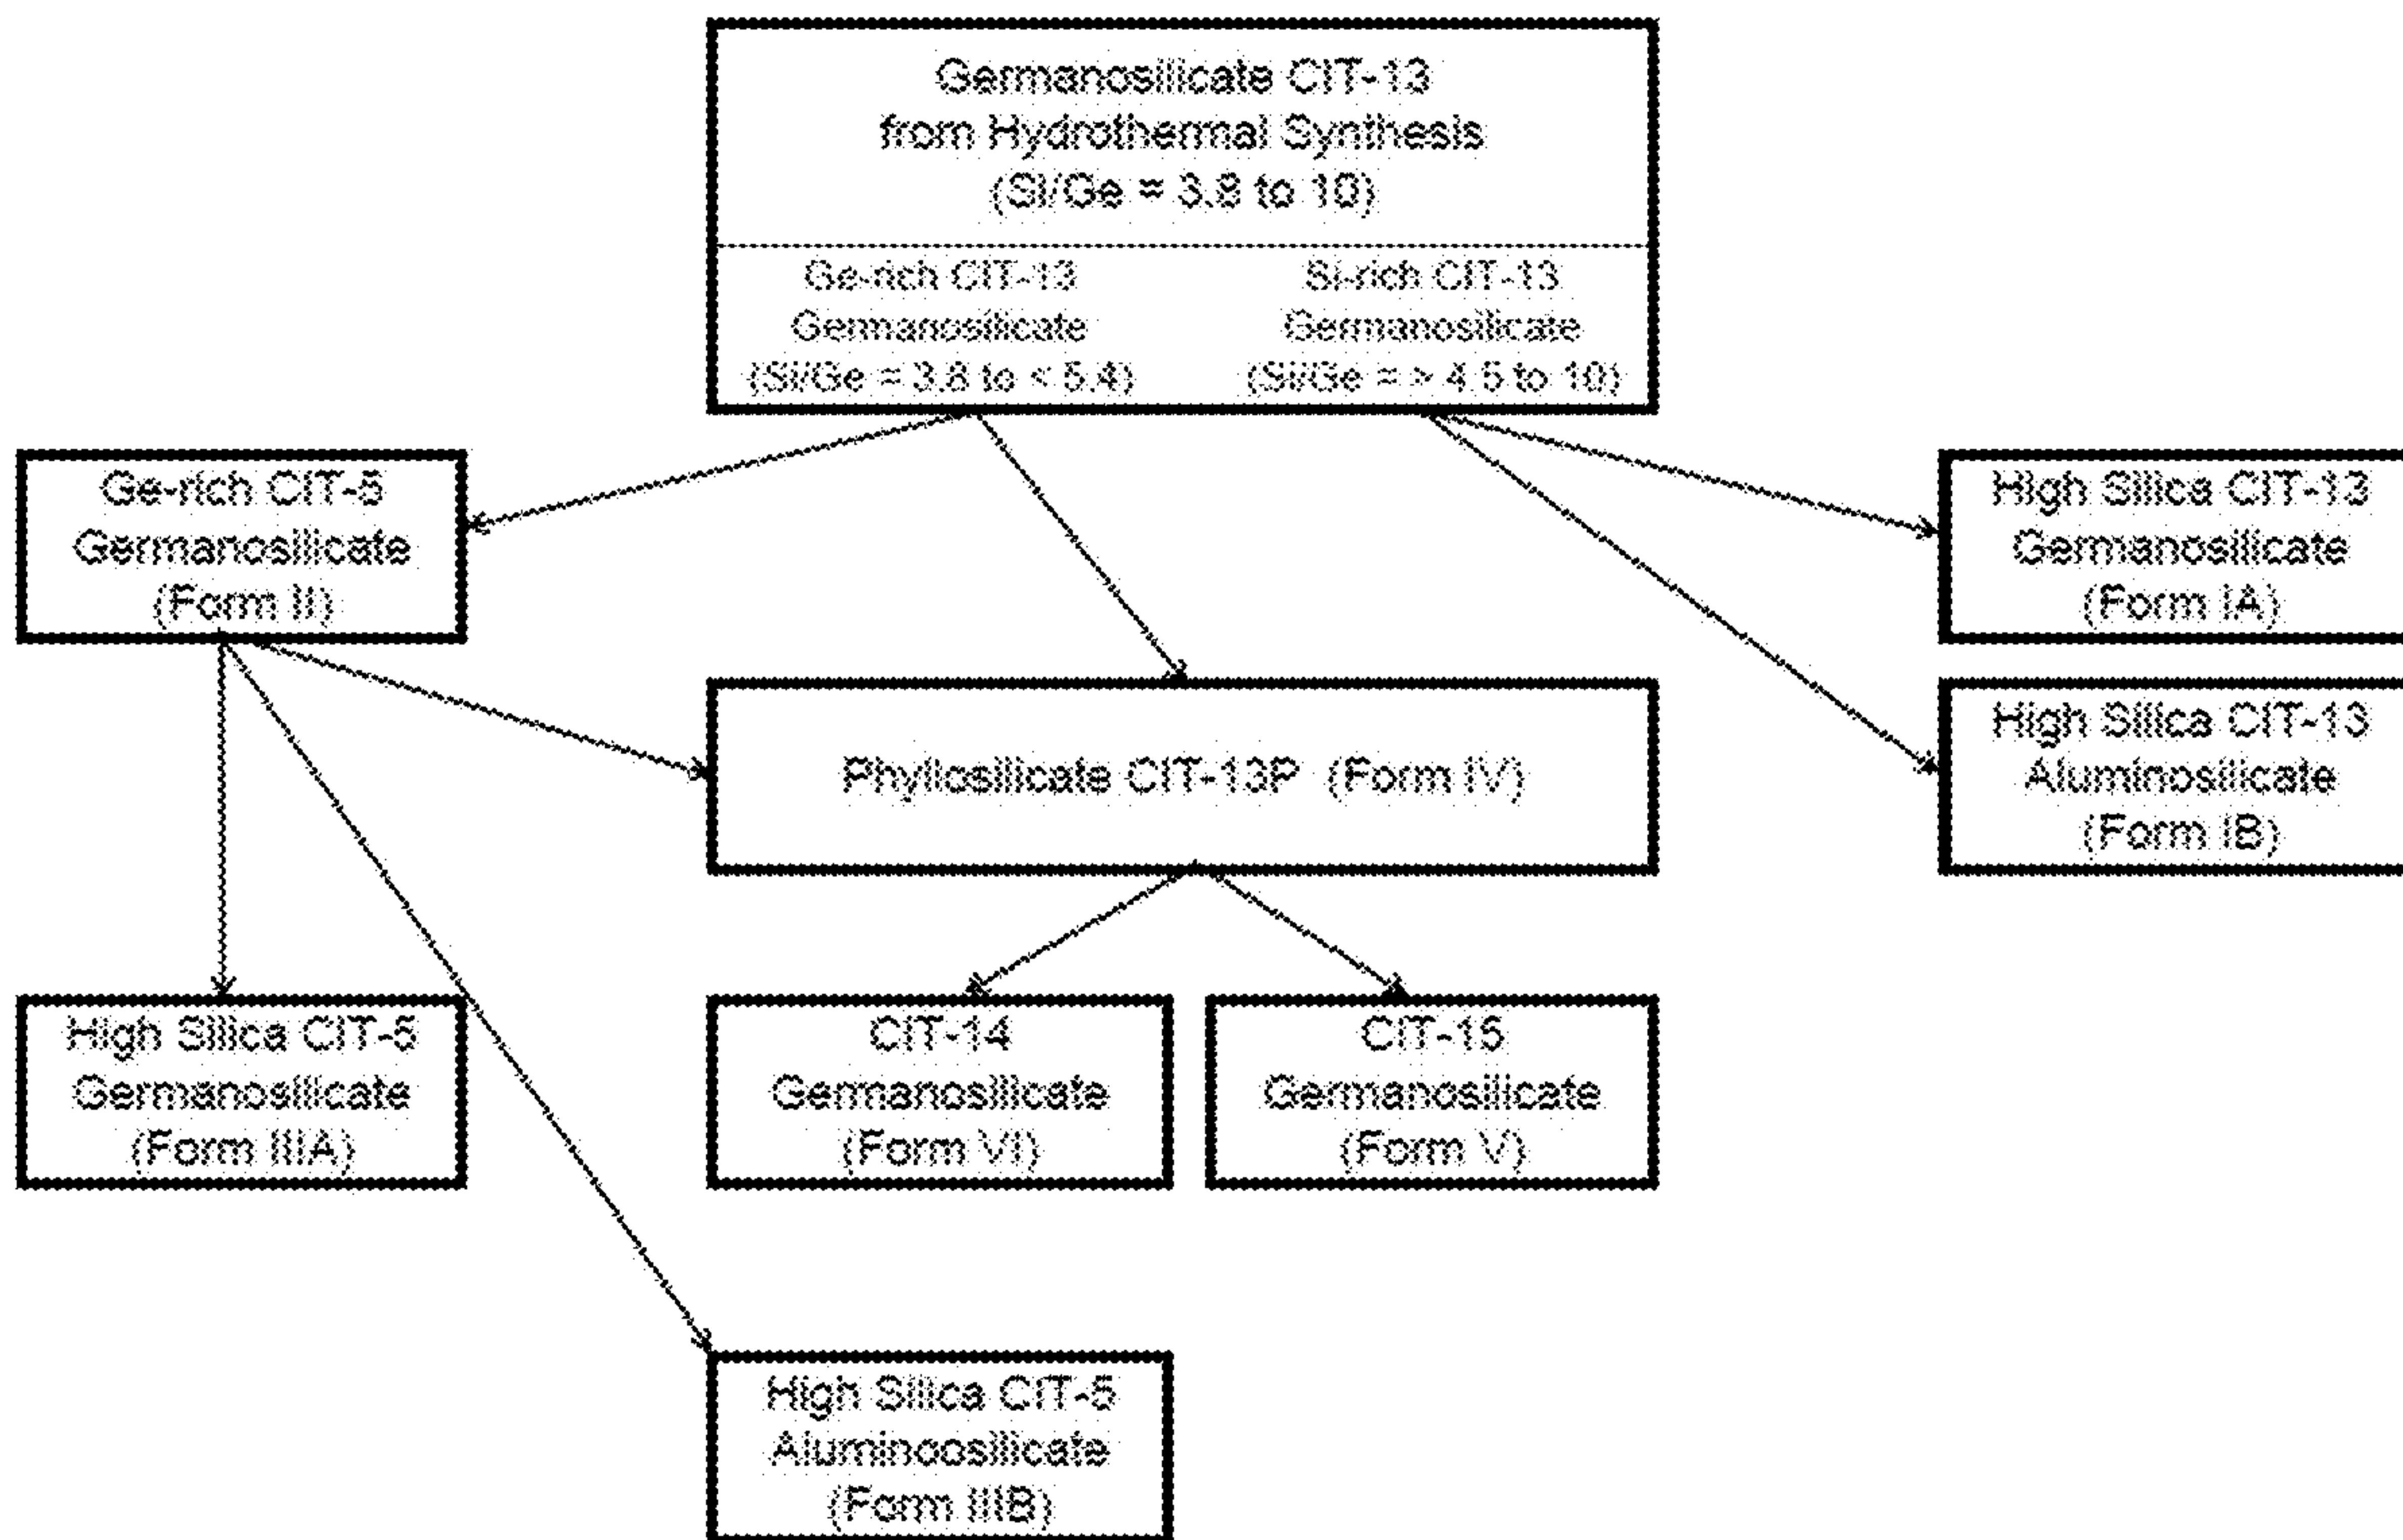 Germanosilicate CIT-13
from Hydrothermal Synthesis
(Si/Ge = 3.8 to 10)
Ge-rich CIT-13
Germanosilicate
(Si/Ge = 3.8 to < 5.4)
Si-rich CIT-13
Germanosilicate
(Si/Ge = > 4.5 to 10)
Ge-rich CIT-5
Germanosilicate
(Form II)
High Silica CIT-13
Germanosilicate
(Form IA)
Phyllosilicate CIT-13P (Form IV)
High Silica CIT-13
Aluminosilicate
(Form IB)
High Silica CIT-5
Germanosilicate
(Form IIIA)
CIT-14
Germanosilicate
(Form VI)
CIT-15
Germanosilicate
(Form V)
High Silica CIT-5
Aluminoosilicate
(Form IIIB)